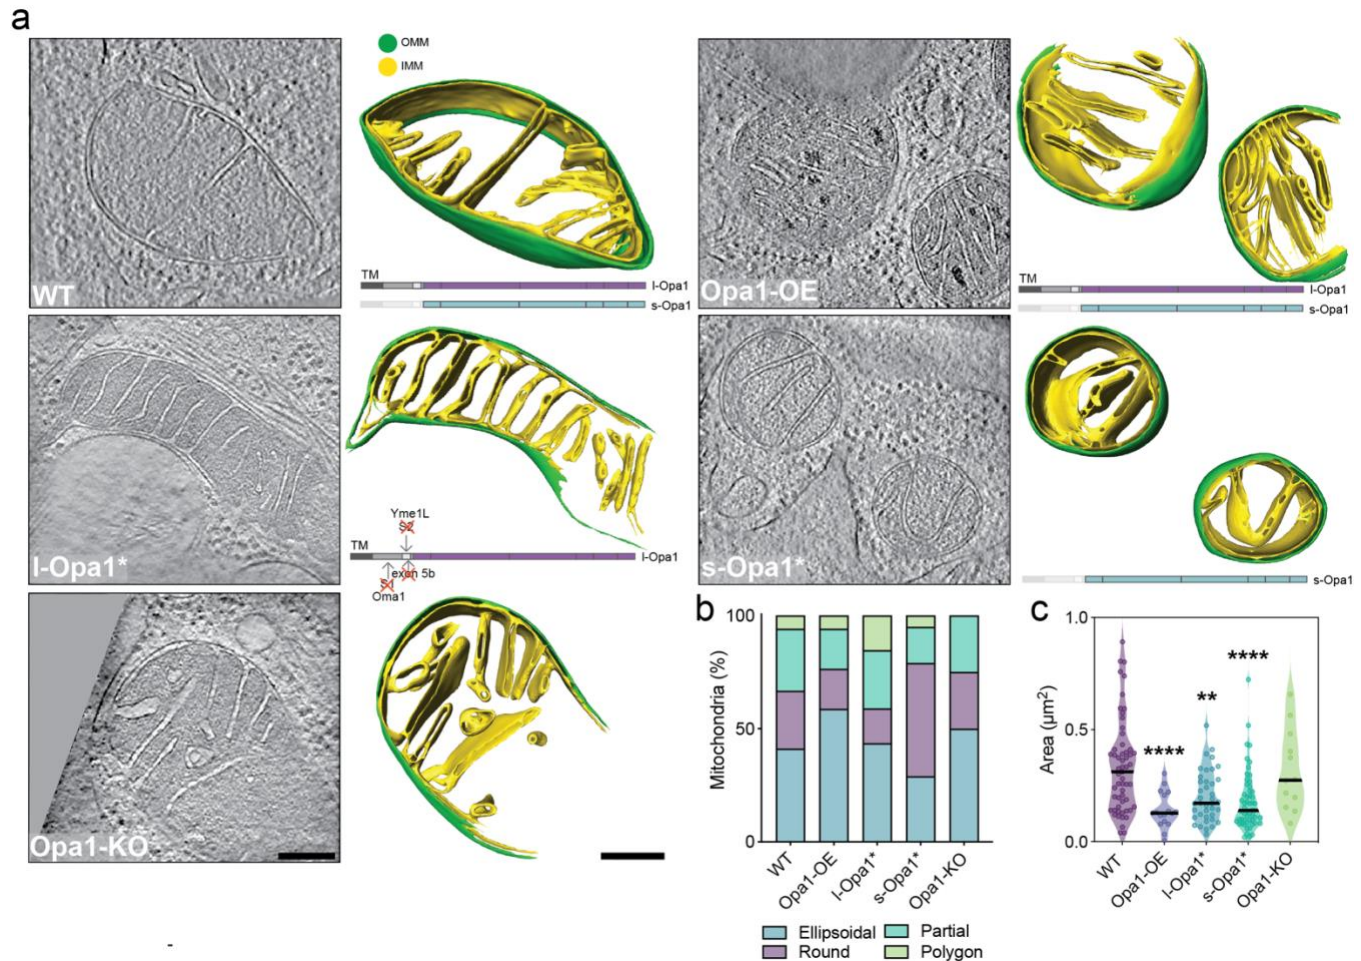 a
OMM
IMM
WT
TM
l-Opa1
s-Opa1
Opa1-OE
TM
l-Opa1
s-Opa1
l-Opa1*
Yme1L
S2
TM
l-Opa1
exon 5b
S1
Oma1
s-Opa1*
s-Opa1
Opa1-KO
b
100
50
0
Mitochondria (%)
WT
Opa1-OE
l-Opa1*
s-Opa1*
Opa1-KO
Ellipsoidal
Partial
Round
Polygon
c
1.0
0.5
0.0
Area (μm²)
****
**
****
WT
Opa1-OE
l-Opa1*
s-Opa1*
Opa1-KO
-